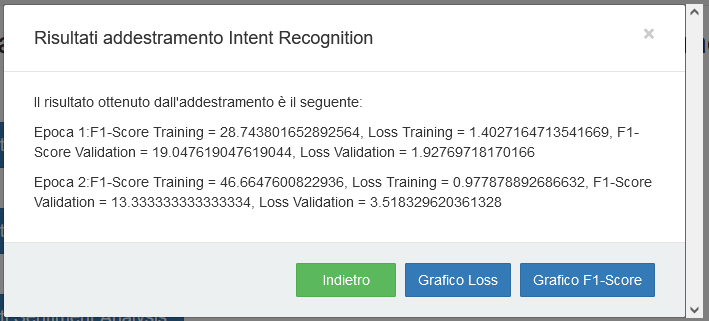 Risultati addestramento Intent Recognition
×
Il risultato ottenuto dall'addestramento è il seguente:
Epoca 1:F1-Score Training = 28.743801652892564, Loss Training = 1.4027164713541669, F1-
Score Validation = 19.047619047619044, Loss Validation = 1.92769718170166
Epoca 2:F1-Score Training = 46.6647600822936, Loss Training = 0.977878892686632, F1-Score
Validation = 13.333333333333334, Loss Validation = 3.518329620361328
Indietro
Grafico Loss
Grafico F1-Score
Sentiment Analysis